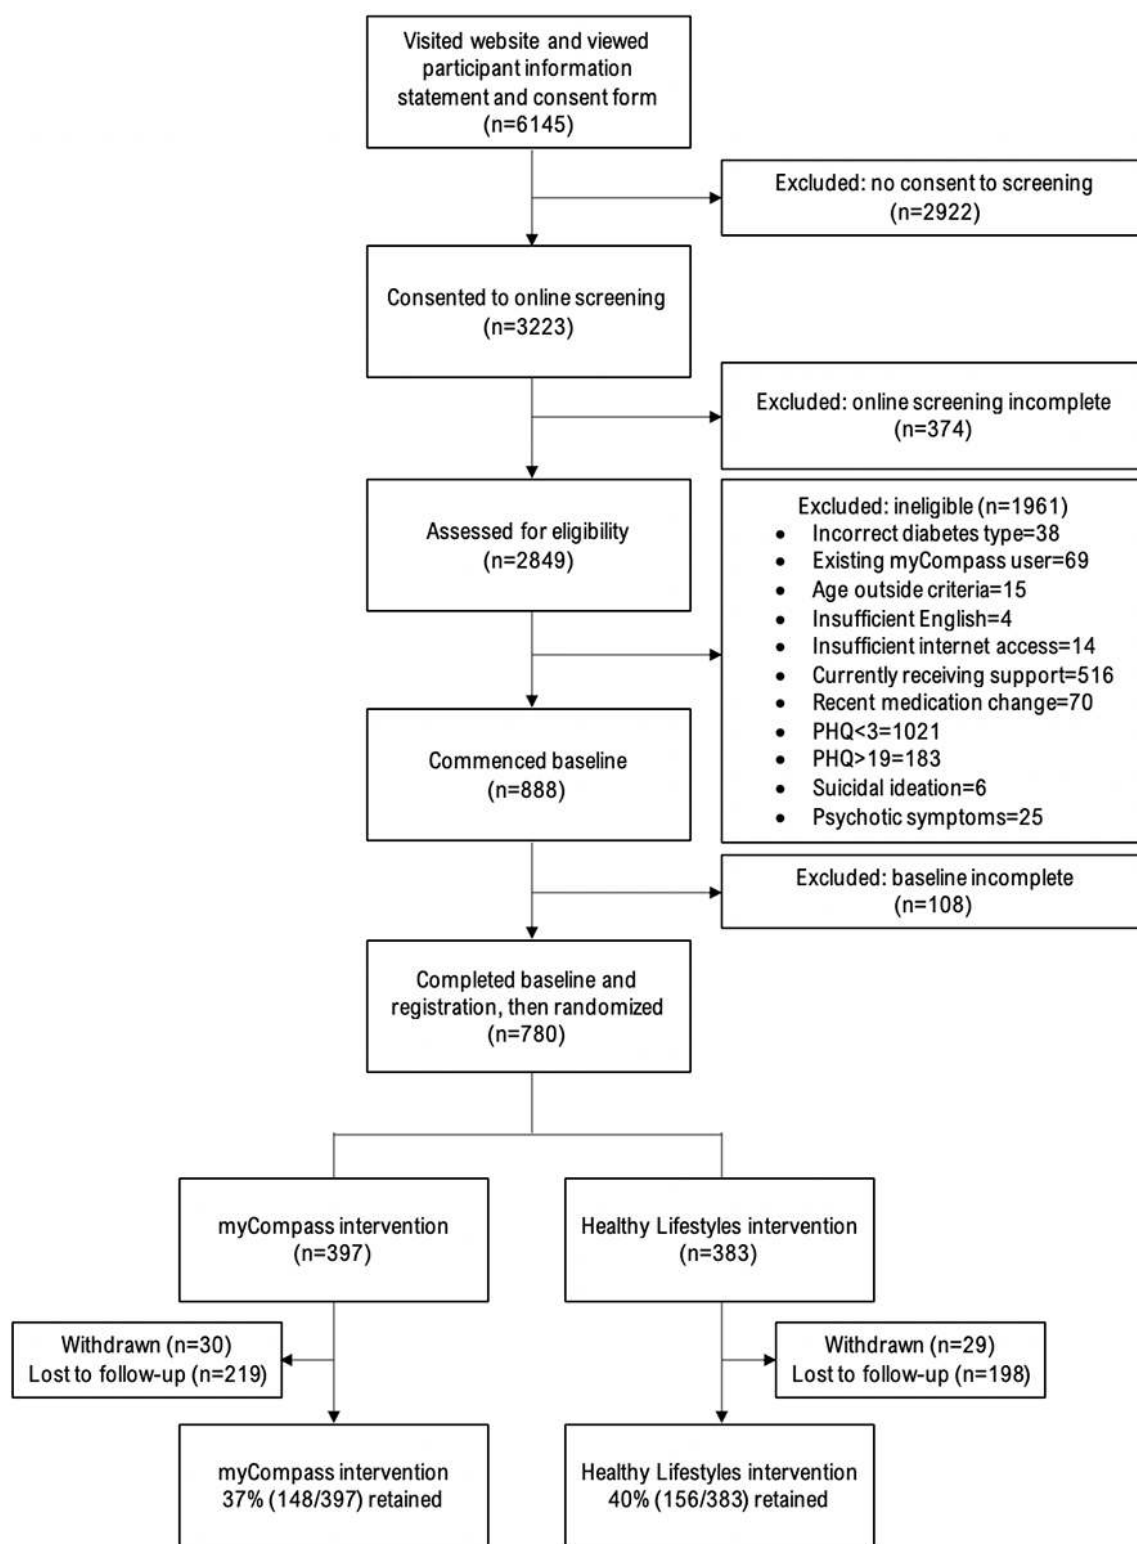 Visited website and viewed
participant information
statement and consent form
(n=6145)
Excluded: no consent to screening
(n=2922)
Consented to online screening
(n=3223)
Excluded: online screening incomplete
(n=374)
Assessed for eligibility
(n=2849)
Excluded: ineligible (n=1961)
• Incorrect diabetes type=38
• Existing myCompass user=69
• Age outside criteria=15
• Insufficient English=4
• Insufficient internet access=14
• Currently receiving support=516
• Recent medication change=70
• PHQ<3=1021
• PHQ>19=183
• Suicidal ideation=6
• Psychotic symptoms=25
Commenced baseline
(n=888)
Excluded: baseline incomplete
(n=108)
Completed baseline and
registration, then randomized
(n=780)
myCompass intervention
(n=397)
Healthy Lifestyles intervention
(n=383)
Withdrawn (n=30)
Lost to follow-up (n=219)
Withdrawn (n=29)
Lost to follow-up (n=198)
myCompass intervention
37% (148/397) retained
Healthy Lifestyles intervention
40% (156/383) retained